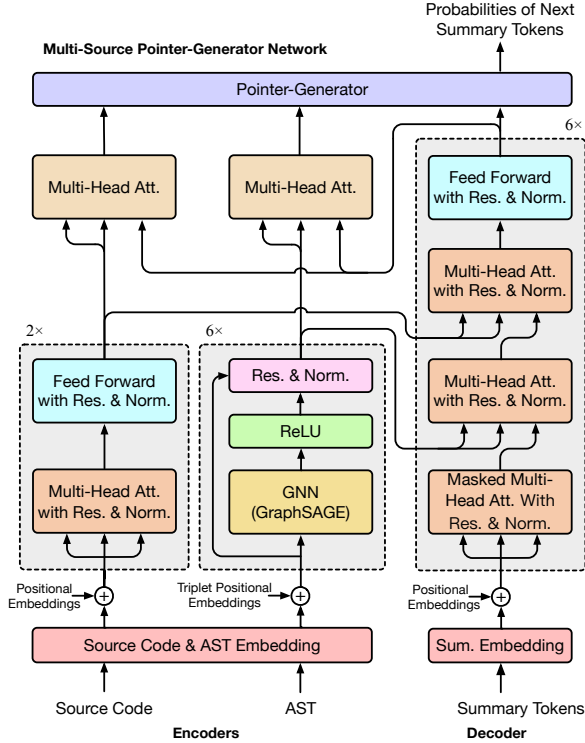 Probabilities of Next
Summary Tokens
Multi-Source Pointer-Generator Network
Pointer-Generator
6×
Multi-Head Att.
Multi-Head Att.
Feed Forward
with Res. & Norm.
Multi-Head Att.
with Res. & Norm.
2×
6×
Feed Forward
with Res. & Norm.
Res. & Norm.
Multi-Head Att.
with Res. & Norm.
ReLU
Multi-Head Att.
with Res. & Norm.
GNN
(GraphSAGE)
Masked Multi-
Head Att. With
Res. & Norm.
Positional
Embeddings
Triplet Positional
Embeddings
Positional
Embeddings
Source Code & AST Embedding
Sum. Embedding
Source Code
AST
Summary Tokens
Encoders
Decoder